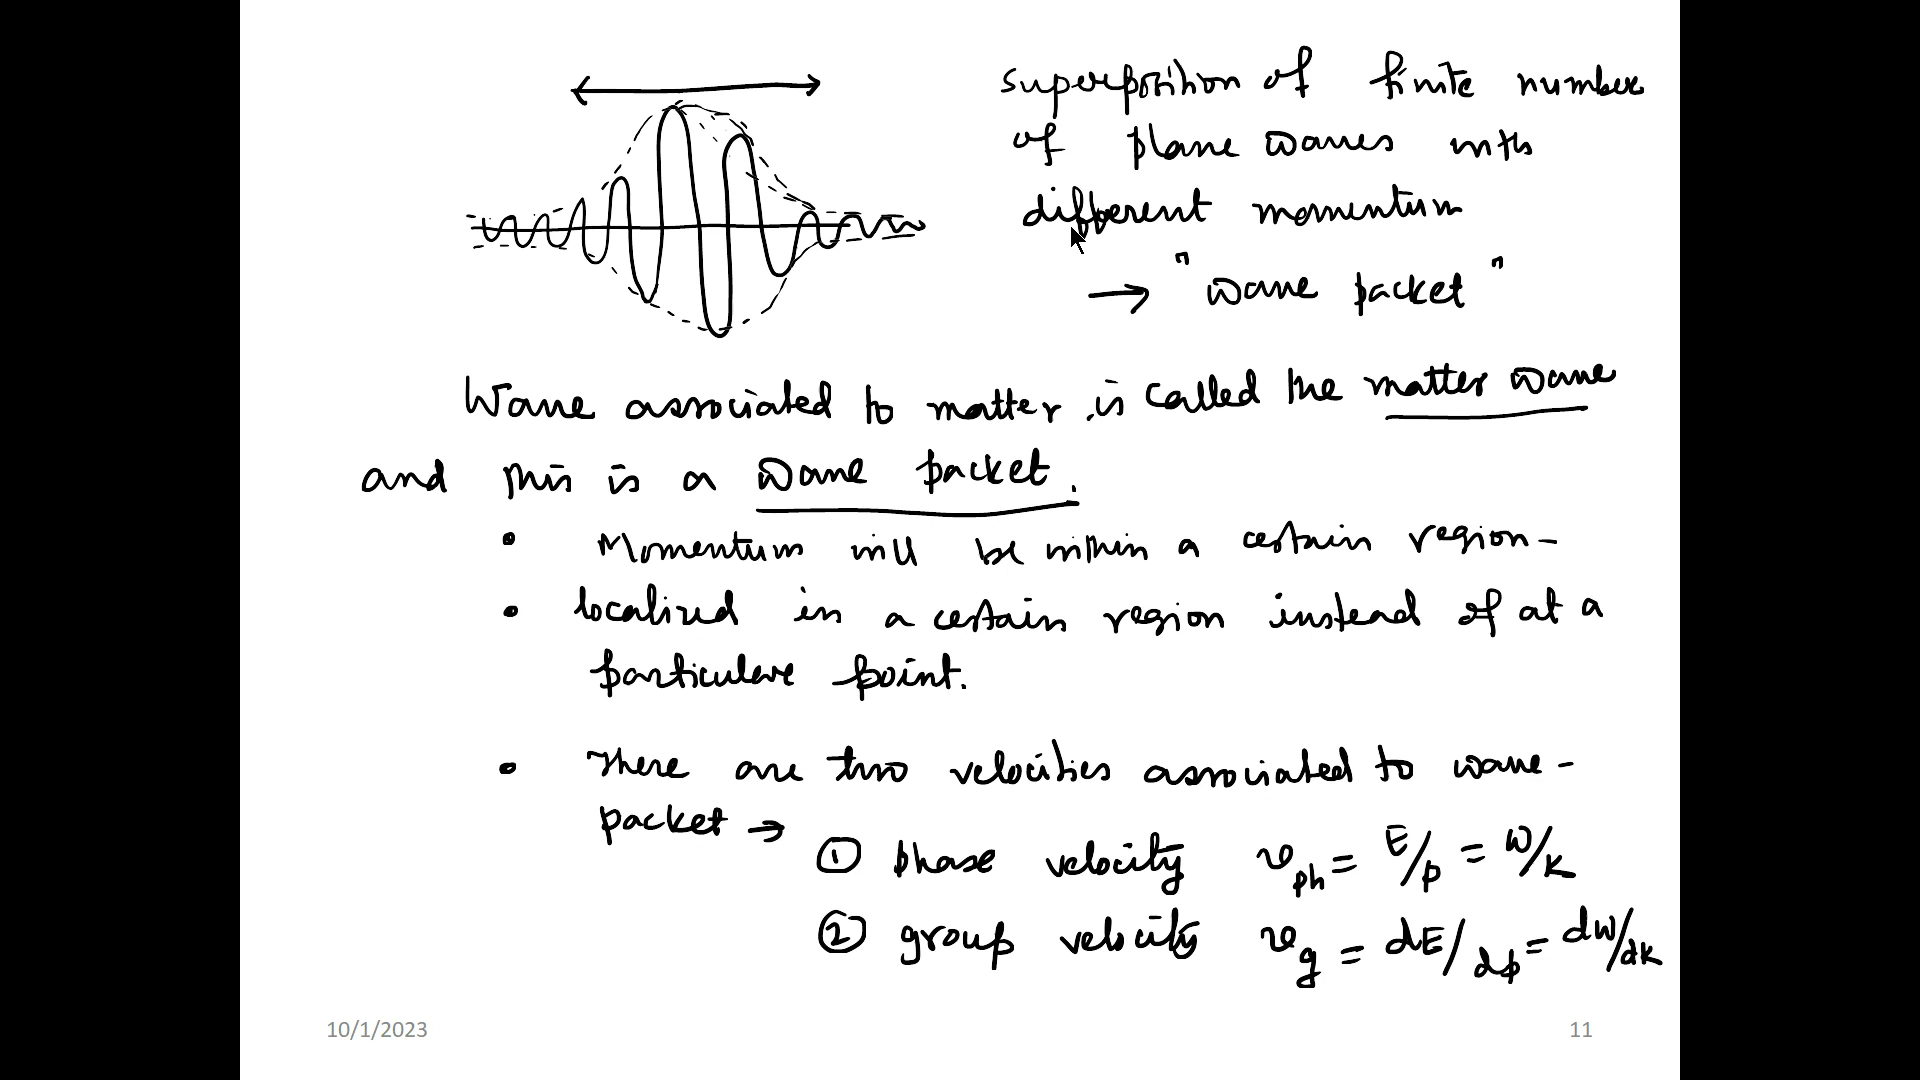 superposition of finite number
of plane waves with
different momentum
→ "wave packet"
Wave associated to matter is called the matter wave
and this is a wave packet.
• Momentum will be within a certain region-
• localized in a certain region instead of at a
particular point.
• There are two velocities associated to wave-
packet →
① phase velocity v_ph = E/p = ω/k
② group velocity v_g = dE/dp = dω/dk
10/1/2023
11